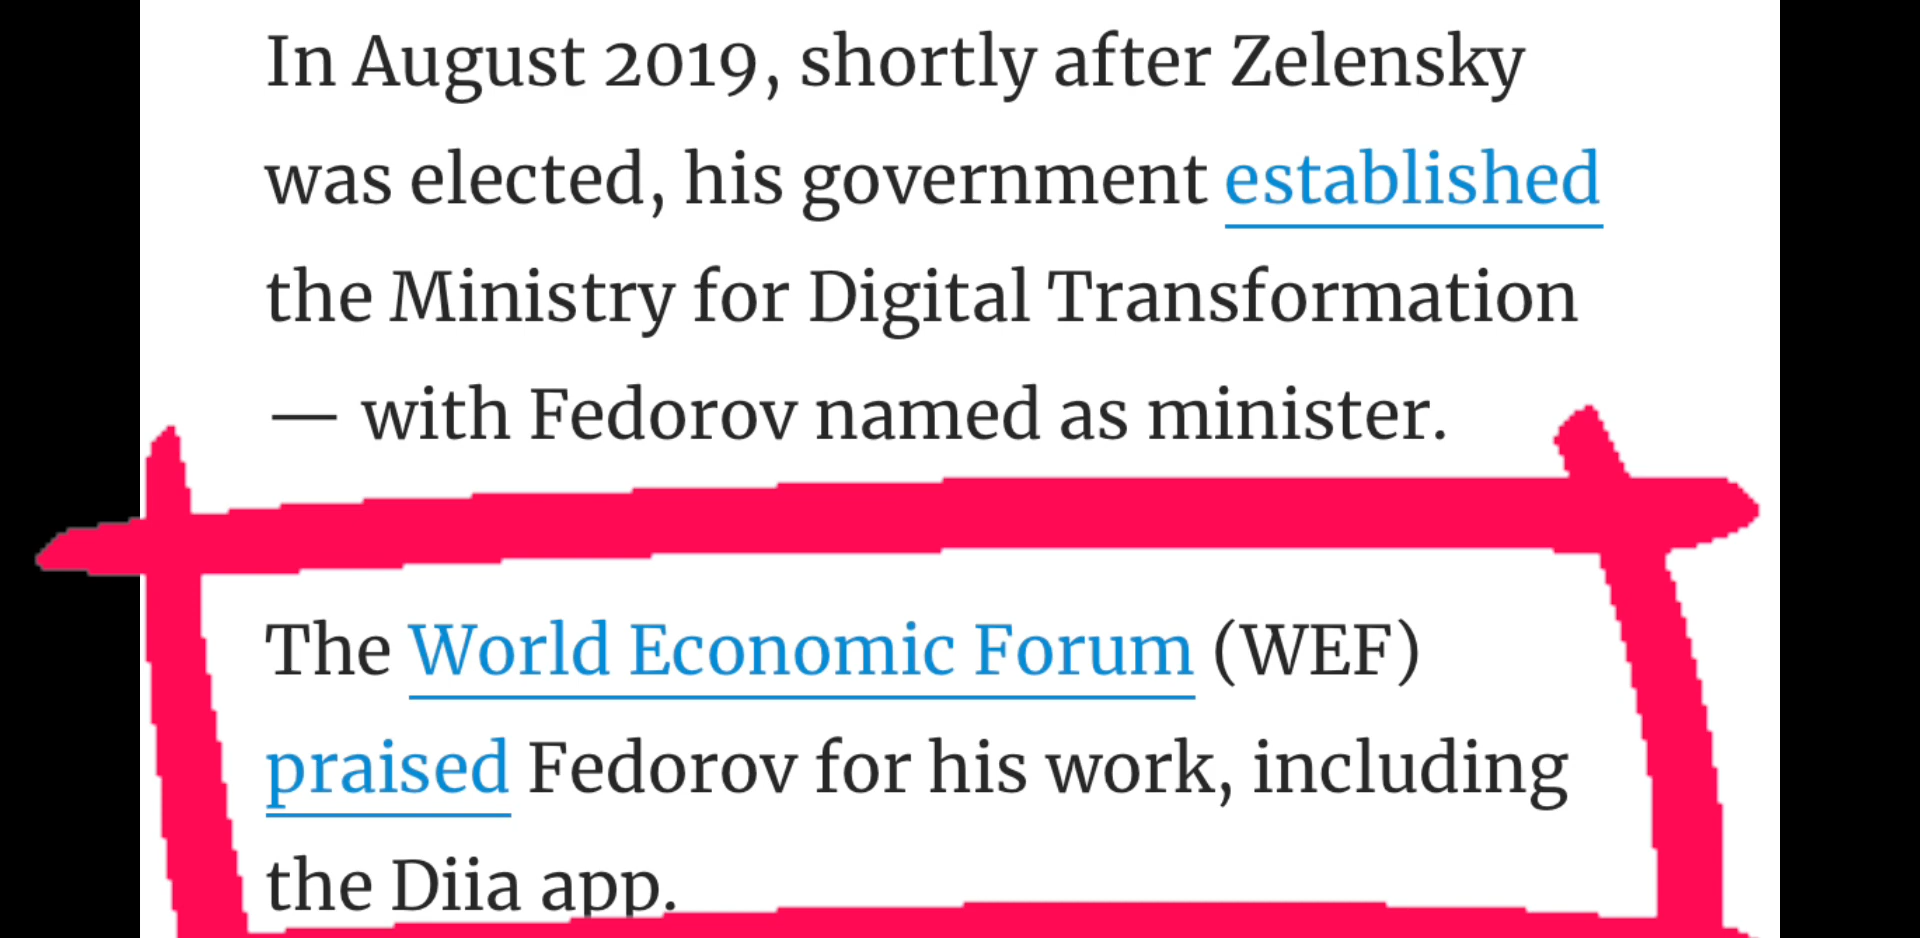 In August 2019, shortly after Zelensky
was elected, his government established
the Ministry for Digital Transformation
— with Fedorov named as minister.
The World Economic Forum (WEF)
praised Fedorov for his work, including
the Diia app.